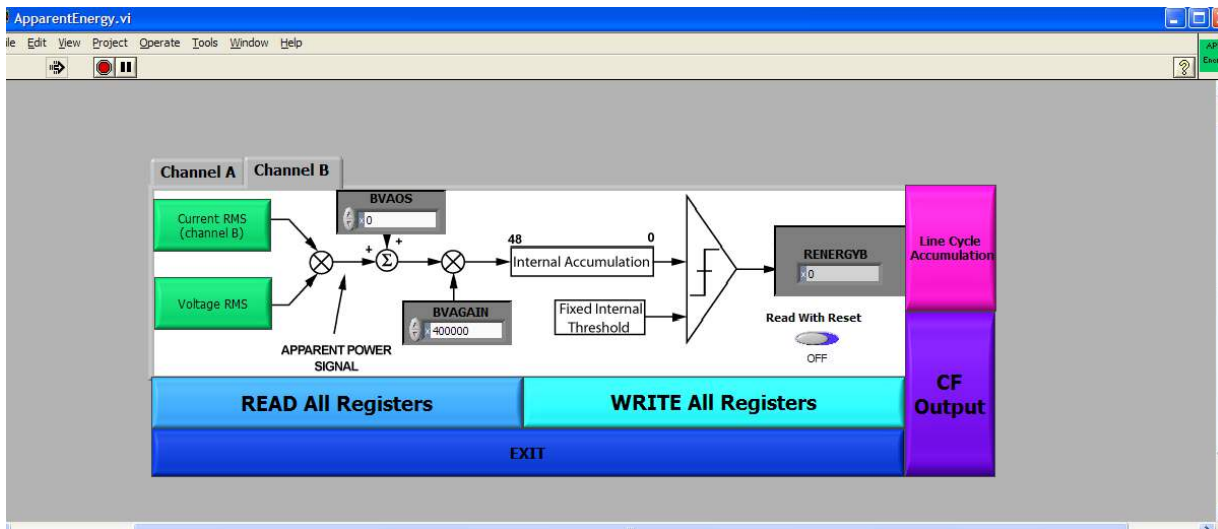 ApparentEnergy.vi
Edit View Project Operate Tools Window Help
AP
Channel A Channel B
BVAOS
x 0
Current RMS
(channel B)
+ +
Σ
48 0
Internal Accumulation
RENERGYB
x 0
Line Cycle
Accumulation
Voltage RMS
BVAGAIN
x 400000
Fixed Internal
Threshold
Read With Reset
OFF
APPARENT POWER
SIGNAL
READ All Registers WRITE All Registers
CF
Output
EXIT